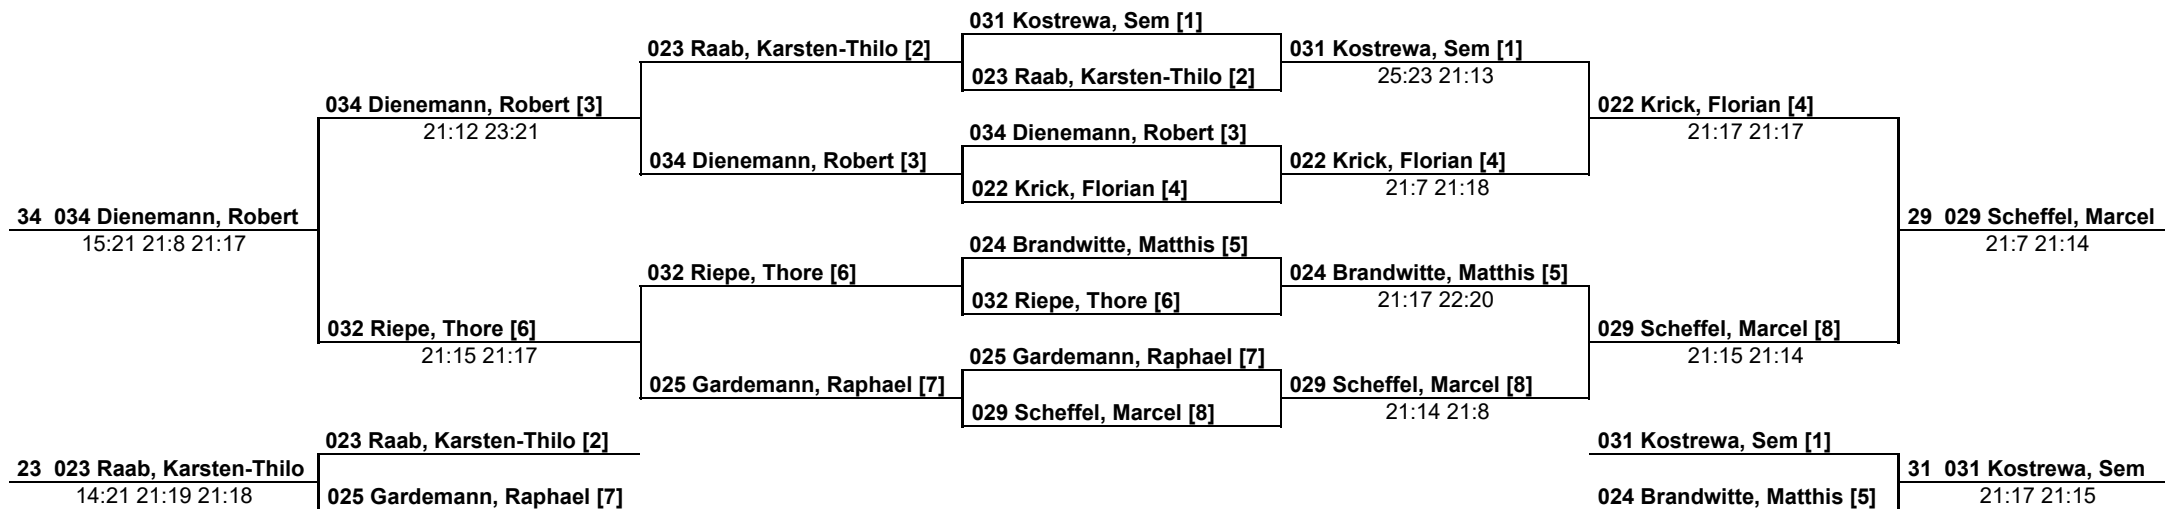 031 Kostrewa, Sem [1]
023 Raab, Karsten-Thilo [2]
031 Kostrewa, Sem [1]
023 Raab, Karsten-Thilo [2]
25:23 21:13
034 Dienemann, Robert [3]
022 Krick, Florian [4]
21:12 23:21
034 Dienemann, Robert [3]
21:17 21:17
034 Dienemann, Robert [3]
022 Krick, Florian [4]
022 Krick, Florian [4]
21:7 21:18
34 034 Dienemann, Robert
29 029 Scheffel, Marcel
15:21 21:8 21:17
024 Brandwitte, Matthis [5]
21:7 21:14
032 Riepe, Thore [6]
024 Brandwitte, Matthis [5]
032 Riepe, Thore [6]
21:17 22:20
032 Riepe, Thore [6]
029 Scheffel, Marcel [8]
21:15 21:17
025 Gardemann, Raphael [7]
21:15 21:14
025 Gardemann, Raphael [7]
029 Scheffel, Marcel [8]
029 Scheffel, Marcel [8]
21:14 21:8
023 Raab, Karsten-Thilo [2]
031 Kostrewa, Sem [1]
23 023 Raab, Karsten-Thilo
31 031 Kostrewa, Sem
14:21 21:19 21:18
025 Gardemann, Raphael [7]
024 Brandwitte, Matthis [5]
21:17 21:15